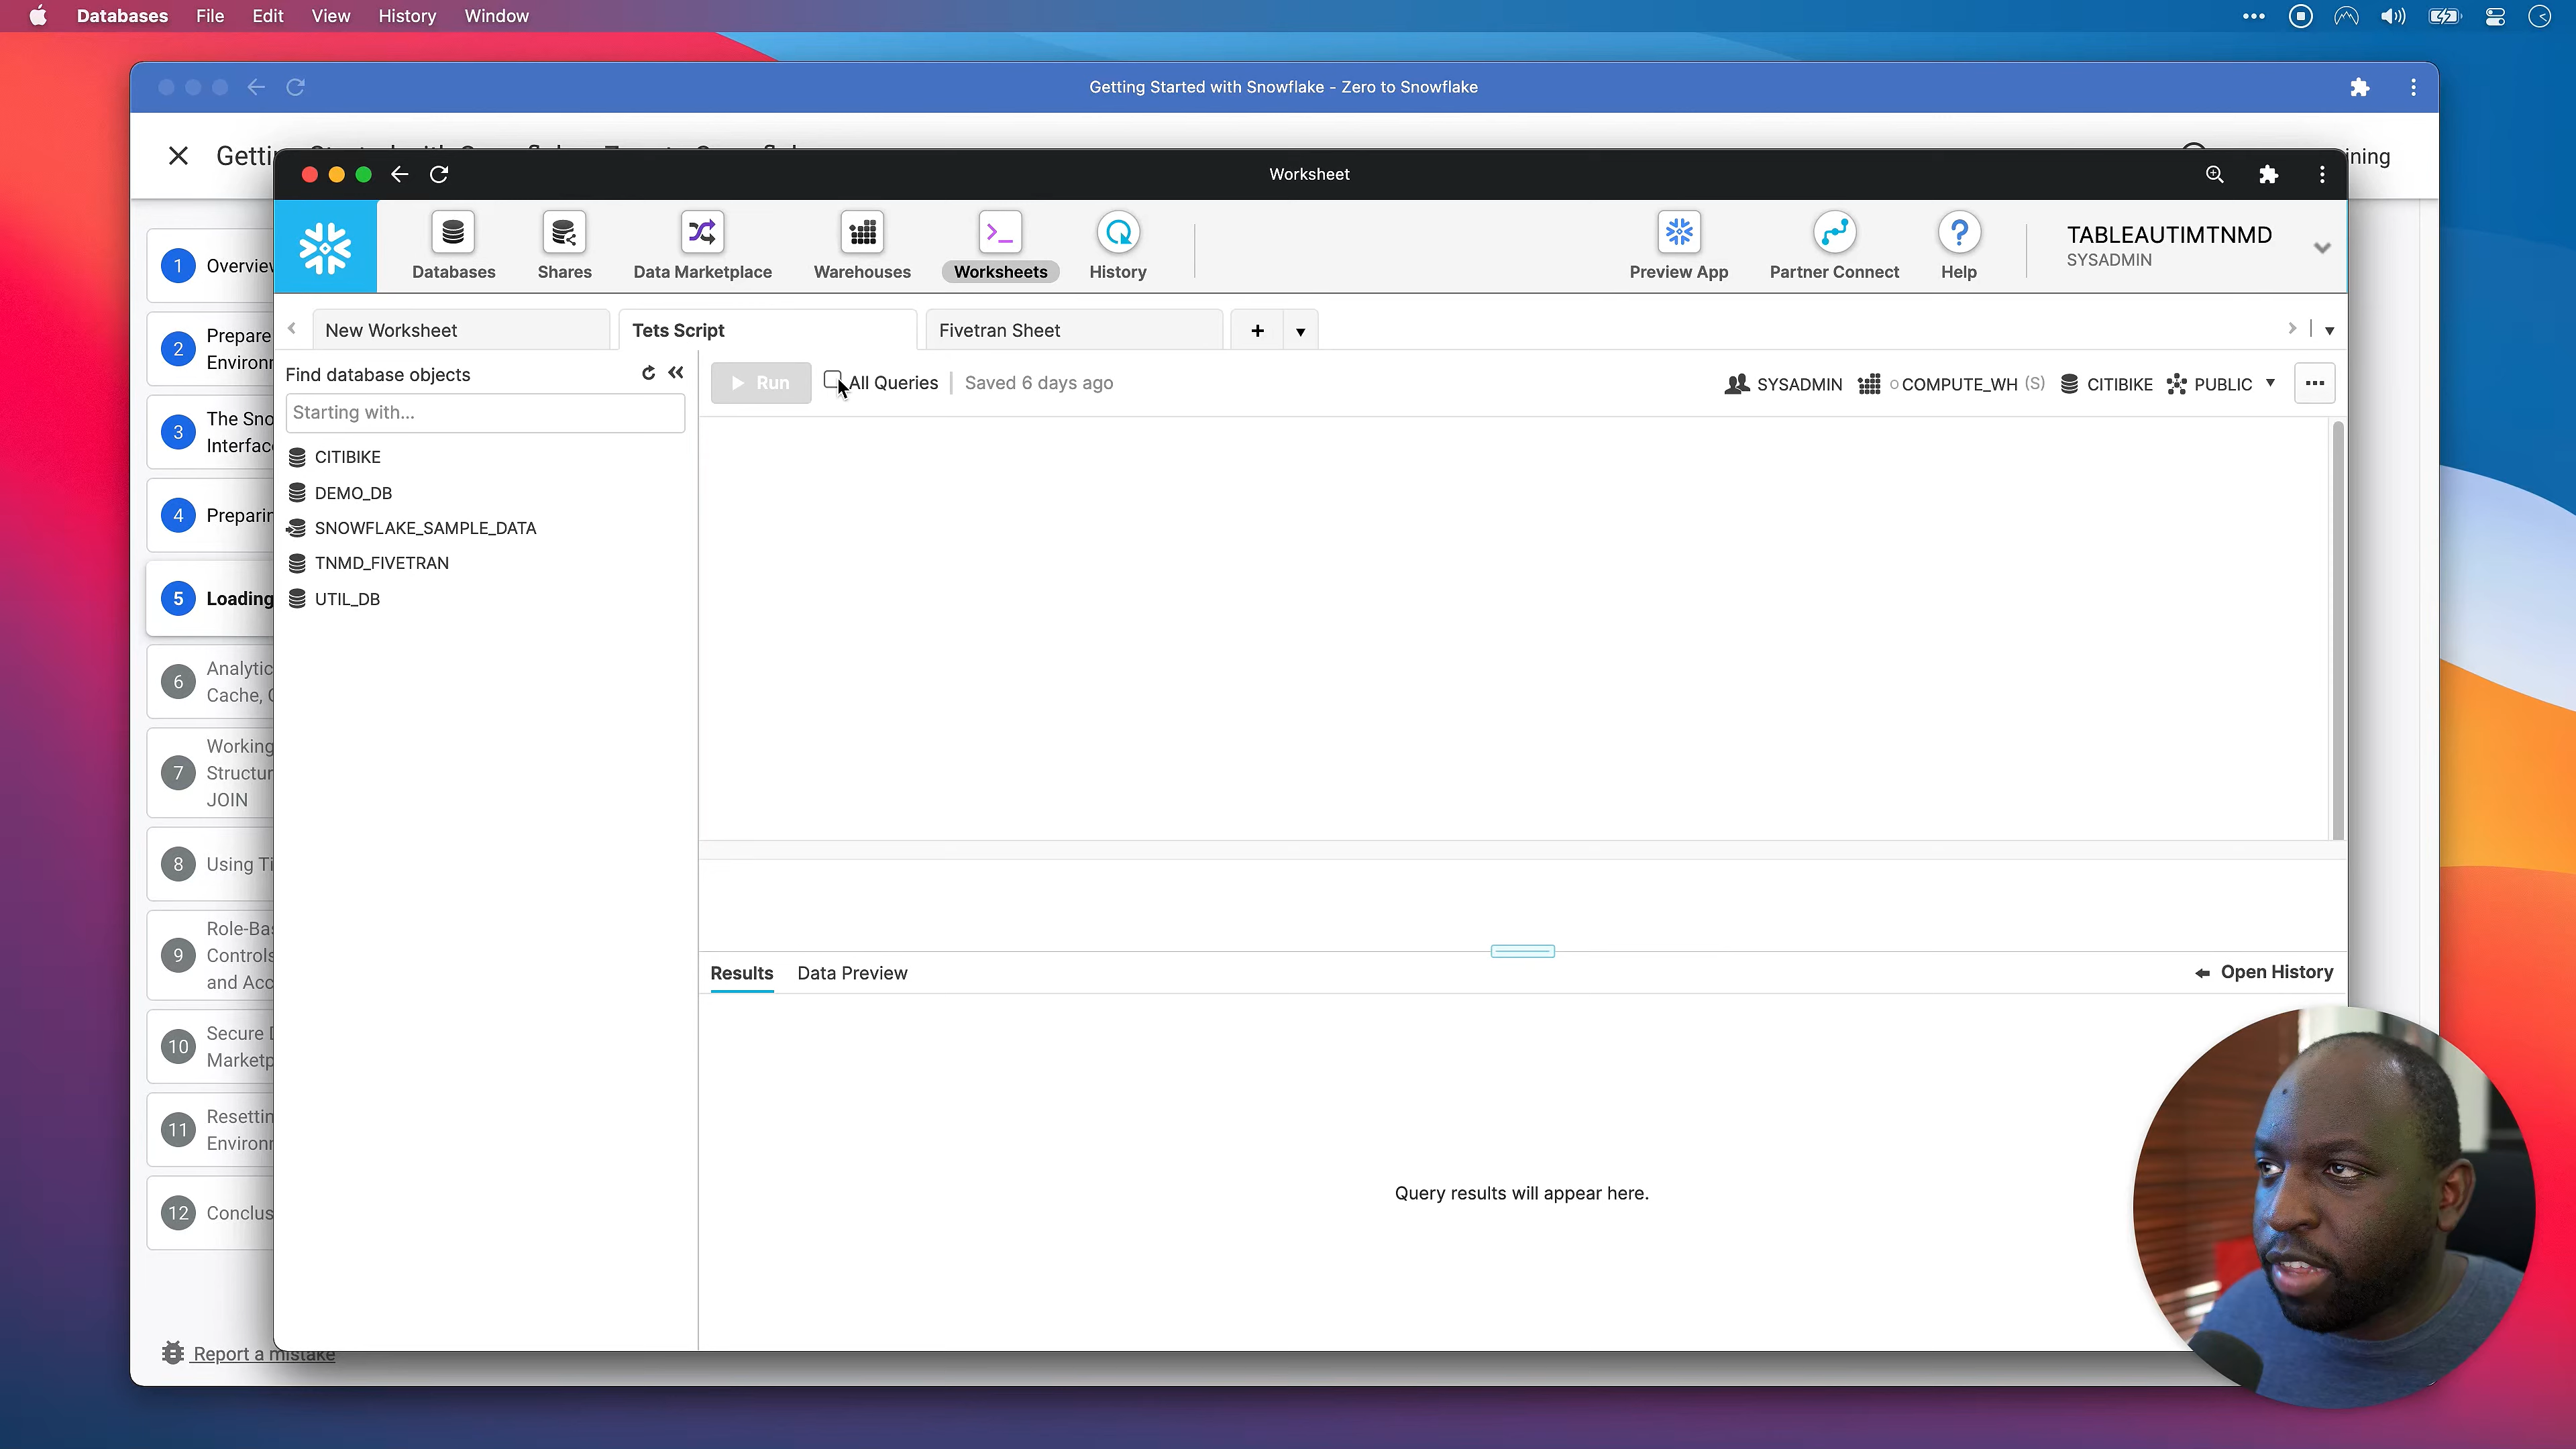 Databases File Edit View History Window
Getting Started with Snowflake - Zero to Snowflake
Getti
ining
Worksheet
Databases
Shares
Data Marketplace
Warehouses
Worksheets
History
Preview App
Partner Connect
Help
TABLEAUTIMTNMD
SYSADMIN
New Worksheet
Tets Script
Fivetran Sheet
+
Find database objects
Starting with...
CITIBIKE
DEMO_DB
SNOWFLAKE_SAMPLE_DATA
TNMD_FIVETRAN
UTIL_DB
Run
All Queries
Saved 6 days ago
SYSADMIN
COMPUTE_WH (S)
CITIBIKE
PUBLIC
Results
Data Preview
Open History
Query results will appear here.
1 Overview
2 Prepare
Environ
3 The Sno
Interface
4 Preparin
5 Loading
6 Analytic
Cache,
7 Working
Structur
JOIN
8 Using Ti
9 Role-Ba
Controls
and Acc
10 Secure
Marketp
11 Resettin
Environ
12 Conclus
Report a mistake